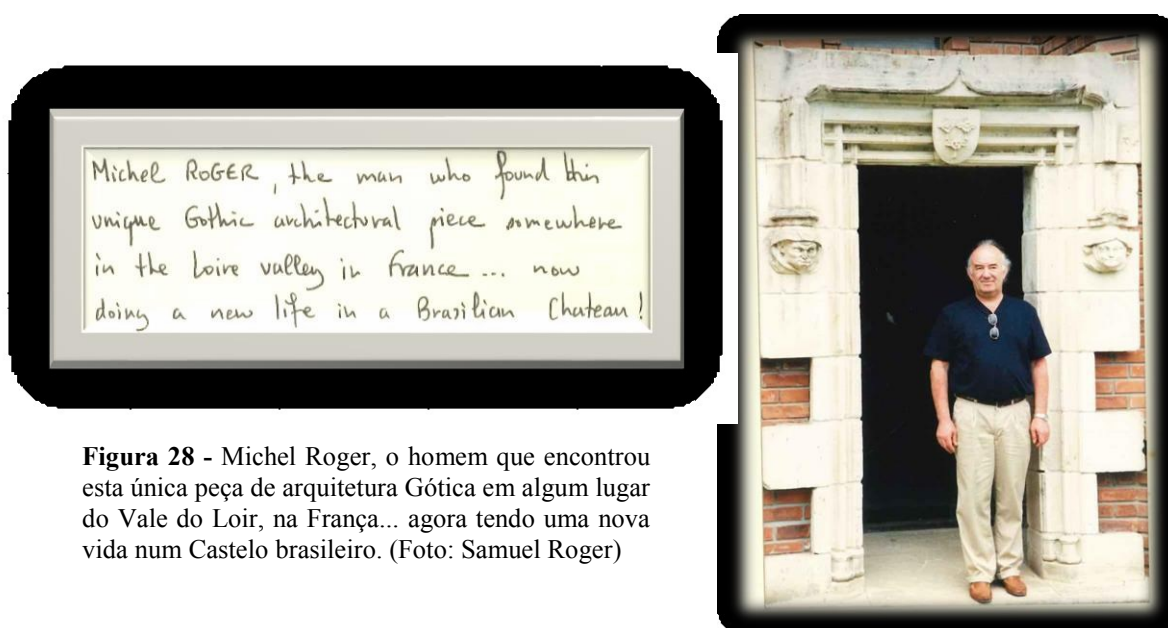 Michel ROGER, the man who found this
unique Gothic architectural piece somewhere
in the Loire valley in France ... now
doing a new life in a Brazilian Chateau!
Figura 28 - Michel Roger, o homem que encontrou
esta única peça de arquitetura Gótica em algum lugar
do Vale do Loir, na França... agora tendo uma nova
vida num Castelo brasileiro. (Foto: Samuel Roger)